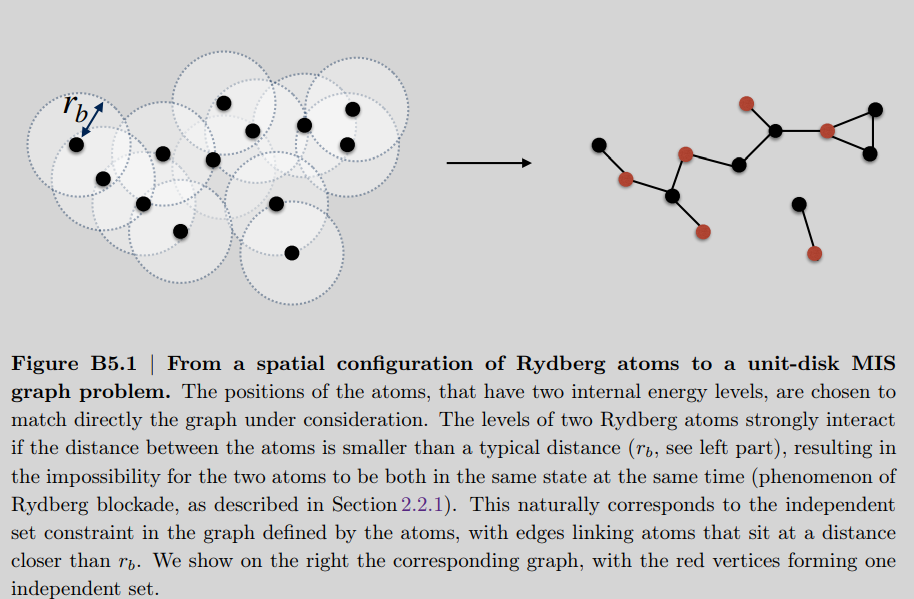 r_b
Figure B5.1 | From a spatial configuration of Rydberg atoms to a unit-disk MIS
graph problem. The positions of the atoms, that have two internal energy levels, are chosen to
match directly the graph under consideration. The levels of two Rydberg atoms strongly interact
if the distance between the atoms is smaller than a typical distance (r_b, see left part), resulting in
the impossibility for the two atoms to be both in the same state at the same time (phenomenon of
Rydberg blockade, as described in Section 2.2.1). This naturally corresponds to the independent
set constraint in the graph defined by the atoms, with edges linking atoms that sit at a distance
closer than r_b. We show on the right the corresponding graph, with the red vertices forming one
independent set.